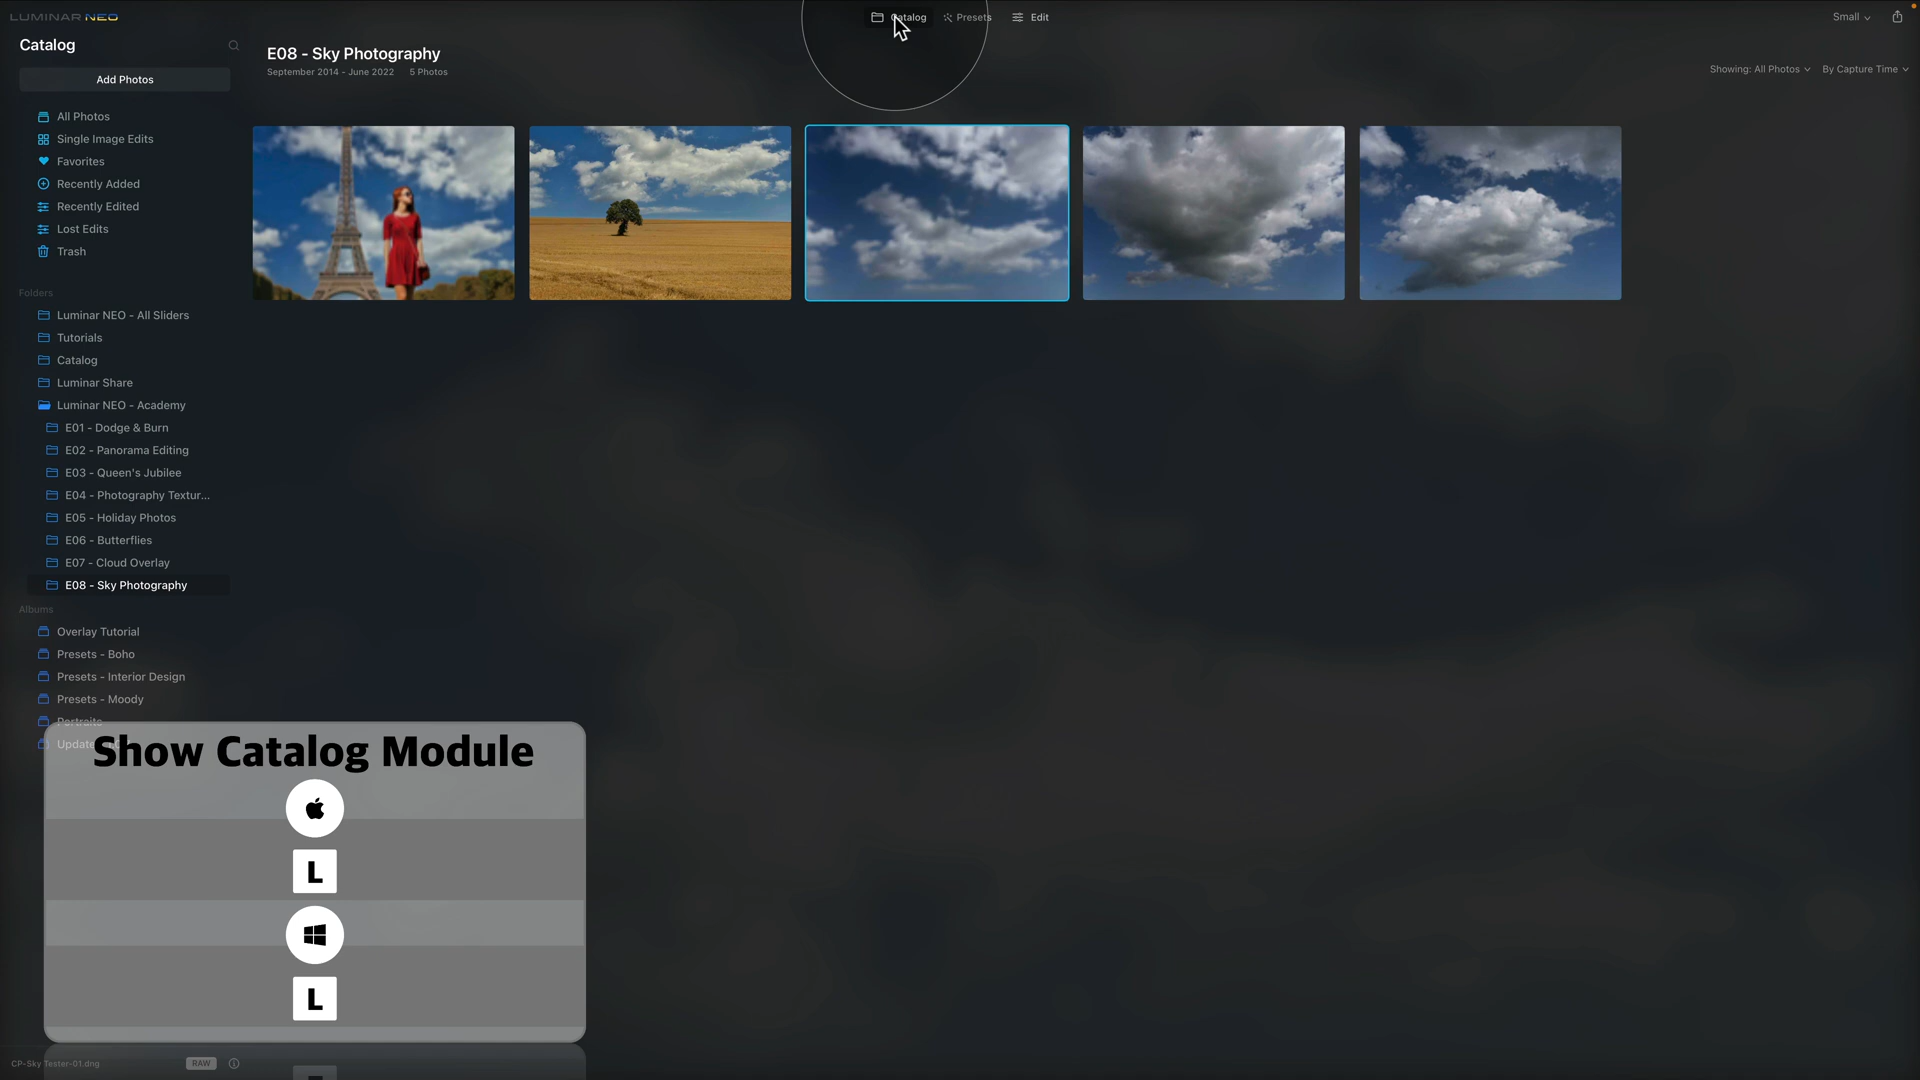 LUMINAR NEO
Catalog
Presets
Edit
Small
Catalog
Add Photos
E08 - Sky Photography
September 2014 - June 2022
5 Photos
Showing: All Photos
By Capture Time
All Photos
Single Image Edits
Favorites
Recently Added
Recently Edited
Lost Edits
Trash
Folders
Luminar NEO - All Sliders
Tutorials
Catalog
Luminar Share
Luminar NEO - Academy
E01 - Dodge & Burn
E02 - Panorama Editing
E03 - Queen's Jubilee
E04 - Photography Textur...
E05 - Holiday Photos
E06 - Butterflies
E07 - Cloud Overlay
E08 - Sky Photography
Albums
Overlay Tutorial
Presets - Boho
Presets - Interior Design
Presets - Moody
Portraits
Update
Show Catalog Module
L
L
CP-Sky Tester-01.dng
RAW